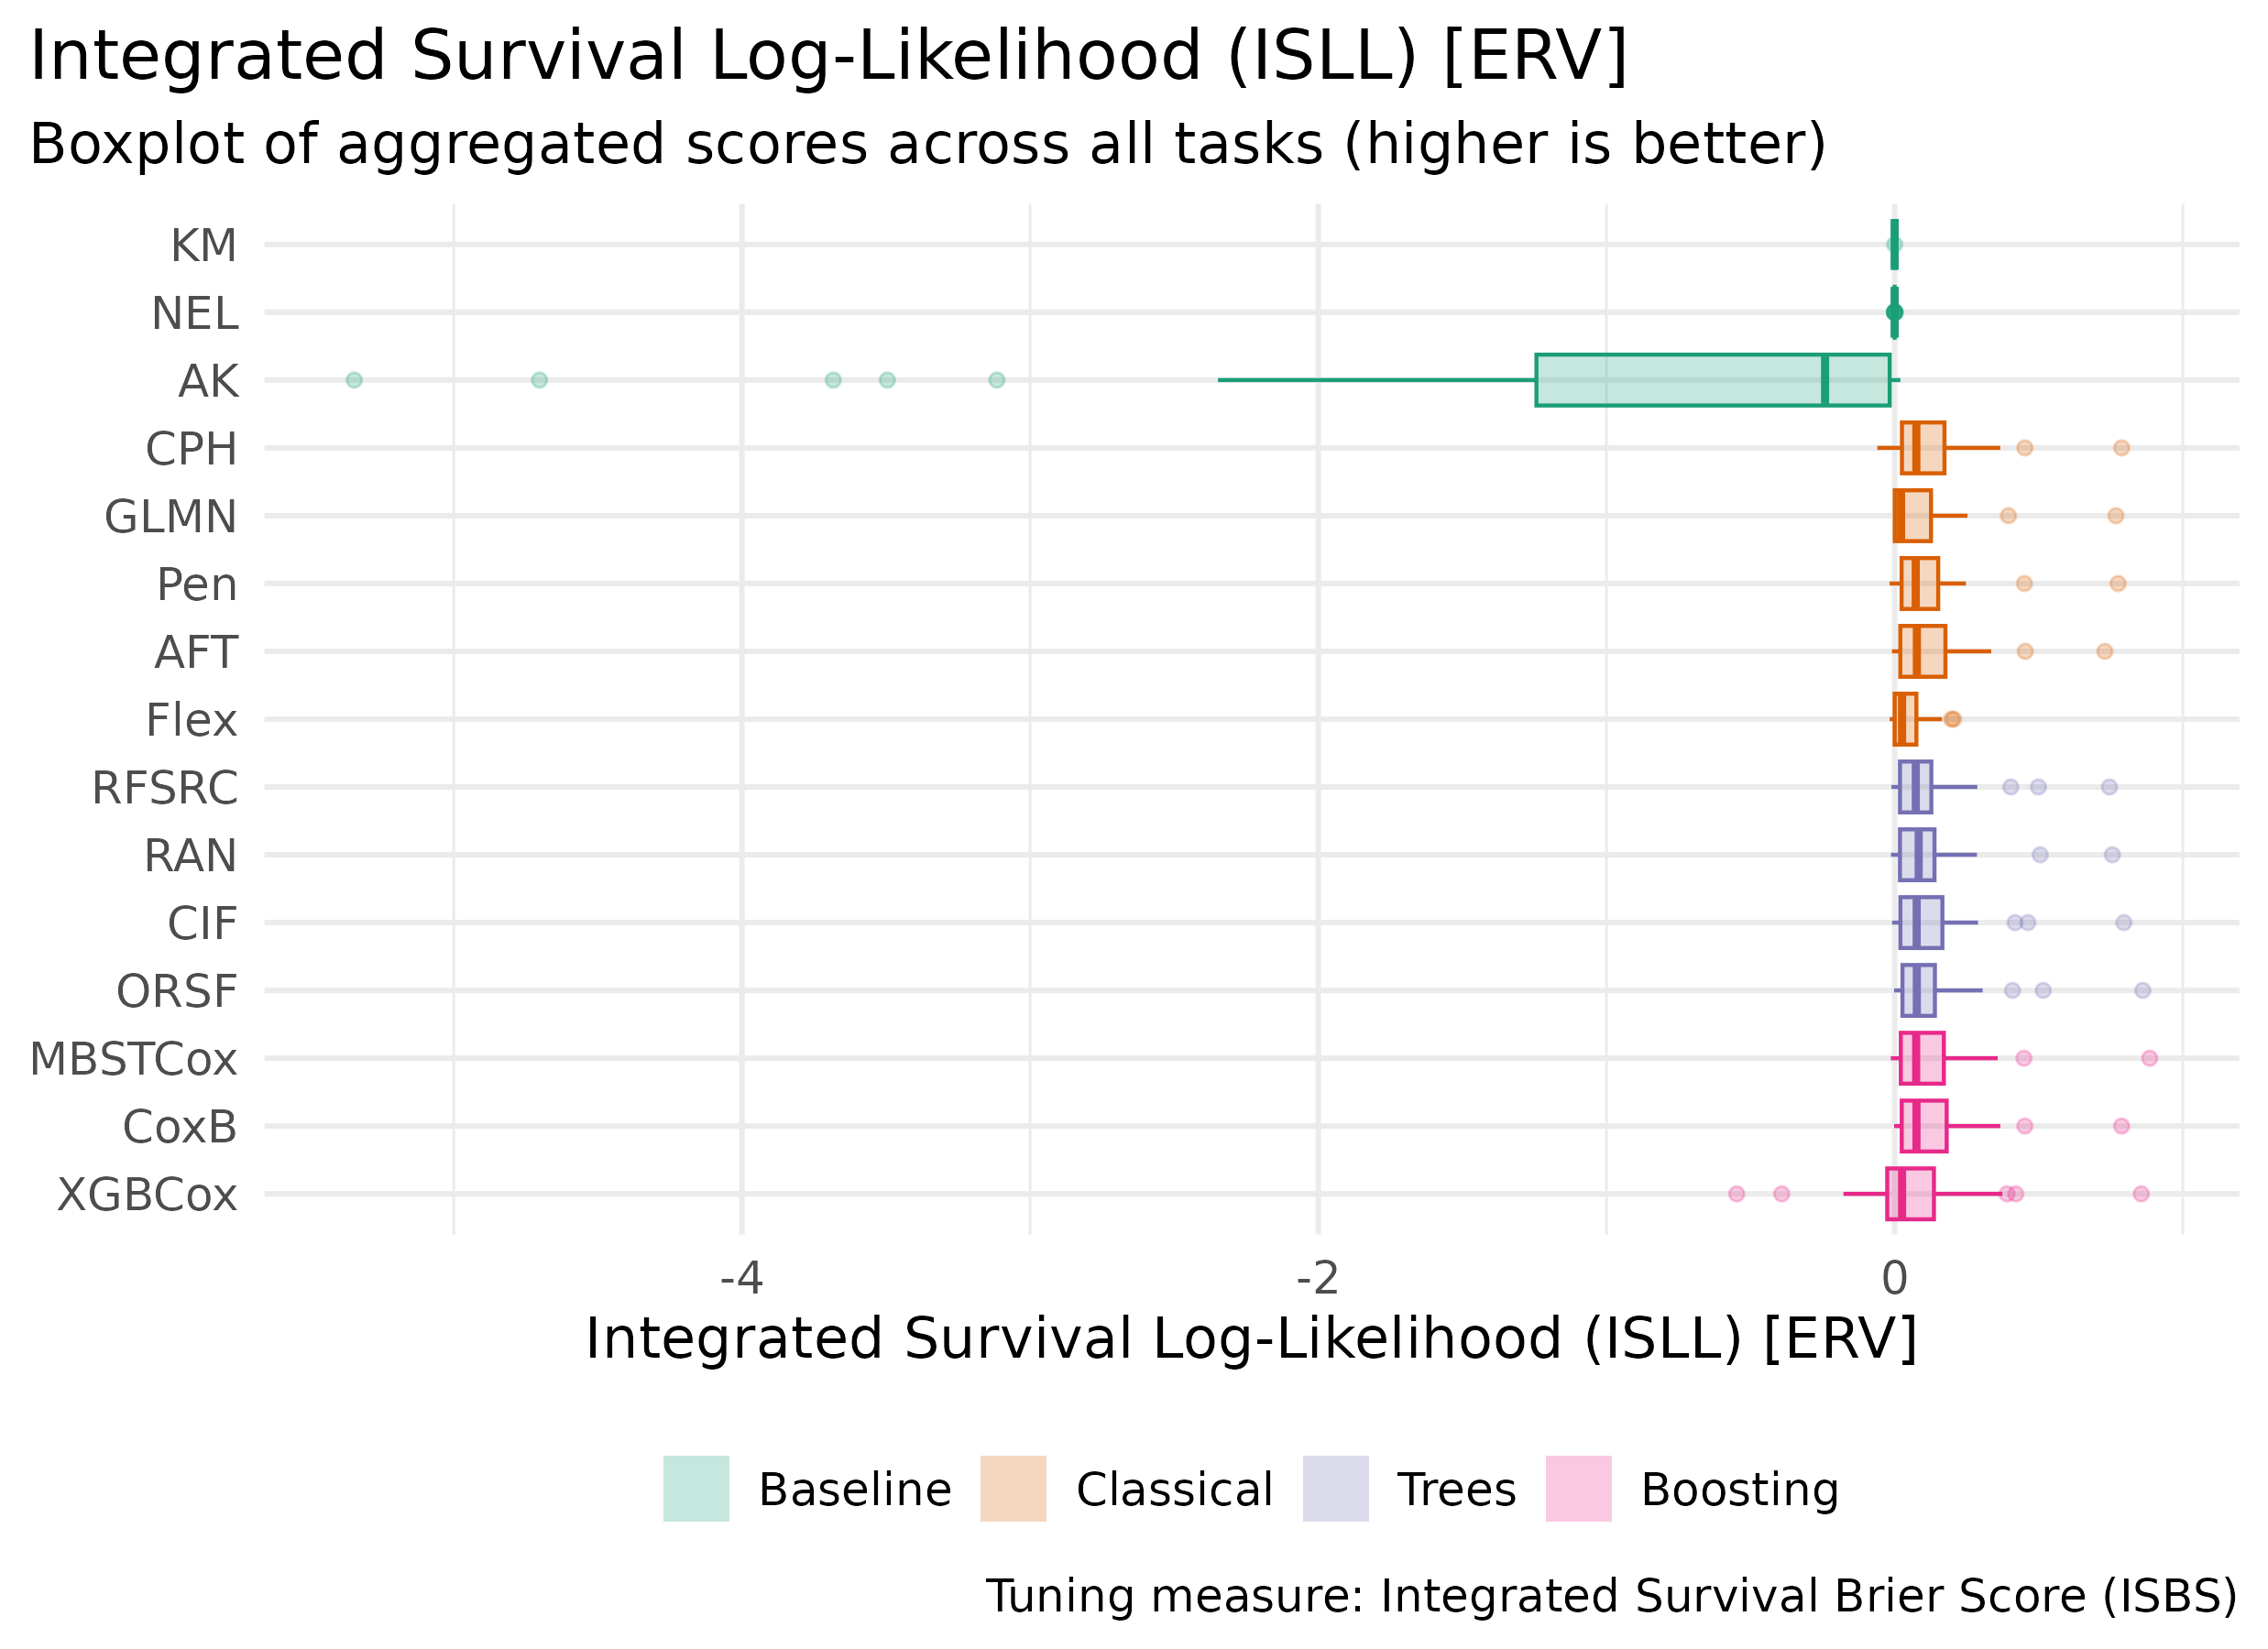 Integrated Survival Log-Likelihood (ISLL) [ERV]
Boxplot of aggregated scores across all tasks (higher is better)
KM
NEL
AK
CPH
GLMN
Pen
AFT
Flex
RFSRC
RAN
CIF
ORSF
MBSTCox
CoxB
XGBCox
-4 -2 0
Integrated Survival Log-Likelihood (ISLL) [ERV]
Baseline Classical Trees Boosting
Tuning measure: Integrated Survival Brier Score (ISBS)